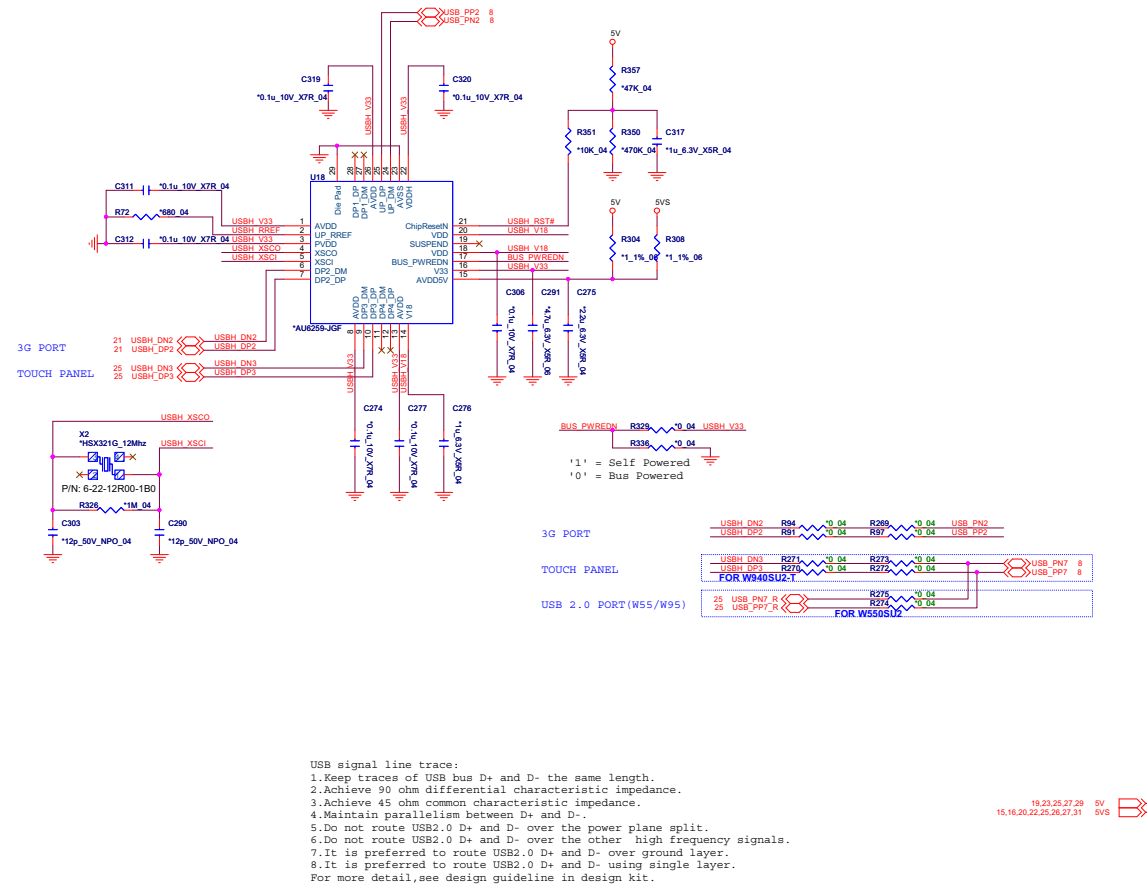 USB_PP2 8
USB_PN2 8
5V
R357
*47K_04
C319
*0.1u_10V_X7R_04
C320
*0.1u_10V_X7R_04
USBH_V33
USBH_V33
R351
*10K_04
R350
*470K_04
C317
*1u_6.3V_X5R_04
29
28
27
26
25
24
23
22
U18
Die Pad
DP1_DP
DP1_DM
AVDD
UP_DP
UP_DM
AVSS
VDDH
C311
*0.1u_10V_X7R_04
R72
*680_04
C312
*0.1u_10V_X7R_04
USBH_V33
USBH_RREF
USBH_V33
USBH_XSCO
USBH_XSCI
1
2
3
4
5
6
7
AVDD
UP_RREF
PVDD
XSCO
XSCI
DP2_DM
DP2_DP
ChipResetN
VDD
SUSPEND
VDD
BUS_PWREDN
V33
AVDD5V
21
20
19
18
17
16
15
USBH_RST#
USBH_V18
USBH_V18
BUS_PWREDN
USBH_V33
5V
5VS
R304
*1_1%_06
R308
*1_1%_06
AVDD
DP3_DM
DP3_DP
DP4_DM
DP4_DP
AVDD
V18
*AU6259-JGF
8
9
10
11
12
13
14
C306
*0.1u_10V_X7R_04
C291
*4.7u_6.3V_X5R_06
C275
*2.2u_6.3V_X5R_04
3G PORT
21 USBH_DN2
21 USBH_DP2
USBH_DN2
USBH_DP2
TOUCH PANEL
25 USBH_DN3
25 USBH_DP3
USBH_DN3
USBH_DP3
USBH_V33
USBH_V33
USBH_V18
C274
*0.1u_10V_X7R_04
C277
*0.1u_10V_X7R_04
C276
*1u_6.3V_X5R_04
USBH_XSCO
X2
*HSX321G_12Mhz
USBH_XSCI
1
2
3
4
P/N: 6-22-12R00-1B0
R326
*1M_04
C303
*12p_50V_NPO_04
C290
*12p_50V_NPO_04
BUS_PWREDN
R329
*0_04
USBH_V33
R336
*0_04
'1' = Self Powered
'0' = Bus Powered
3G PORT
USBH_DN2 R94 *0_04 R269 *0_04 USB_PN2
USBH_DP2 R91 *0_04 R97 *0_04 USB_PP2
TOUCH PANEL
USBH_DN3 R271 *0_04 R273 *0_04 USB_PN7 8
USBH_DP3 R270 *0_04 R272 *0_04 USB_PP7 8
FOR W940SU2-T
USB 2.0 PORT(W55/W95)
25 USB_PN7_R R275 *0_04
25 USB_PP7_R R274 *0_04
FOR W550SU2
USB signal line trace:
1.Keep traces of USB bus D+ and D- the same length.
2.Achieve 90 ohm differential characteristic impedance.
3.Achieve 45 ohm common characteristic impedance.
4.Maintain parallelism between D+ and D-.
5.Do not route USB2.0 D+ and D- over the power plane split.
6.Do not route USB2.0 D+ and D- over the other high frequency signals.
7.It is preferred to route USB2.0 D+ and D- over ground layer.
8.It is preferred to route USB2.0 D+ and D- using single layer.
For more detail,see design guideline in design kit.
19,23,25,27,29 5V
15,16,20,22,25,26,27,31 5VS